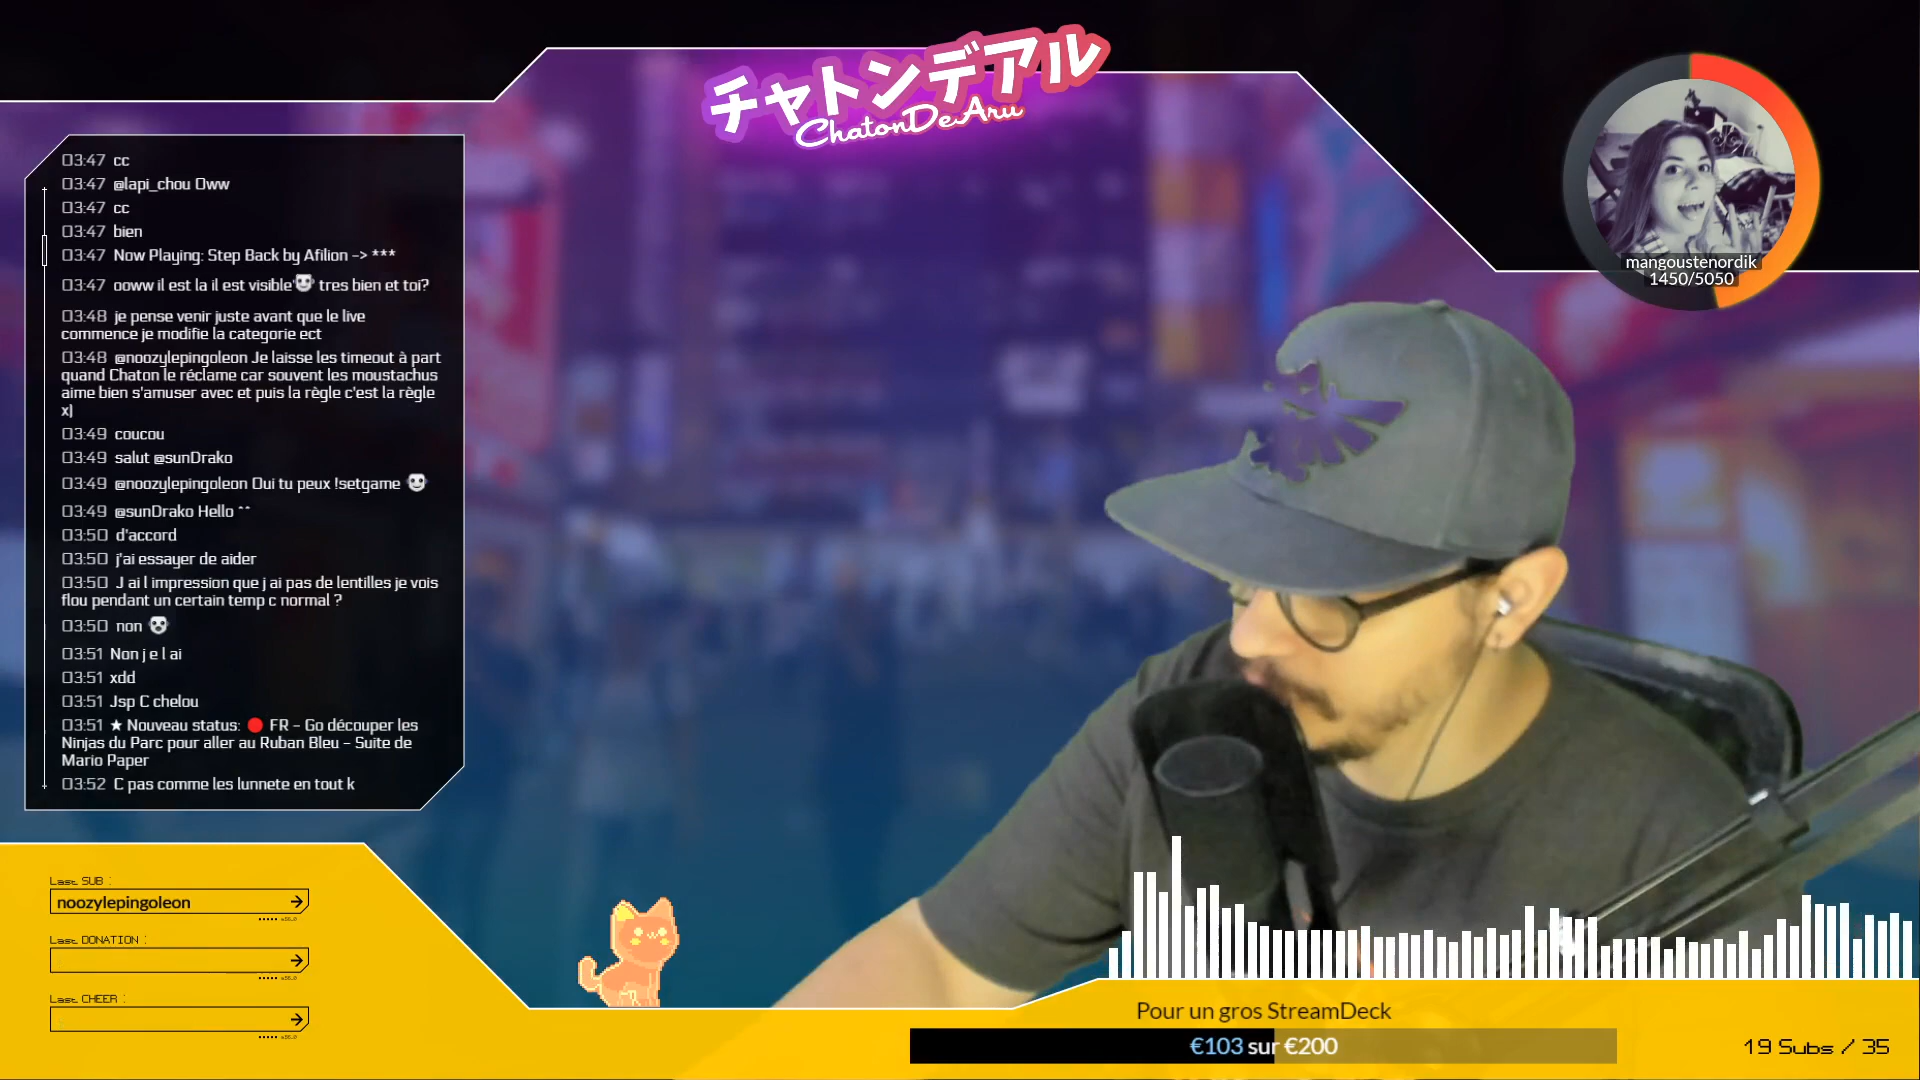 チャトンデアル
ChatonDeAru
03:47 cc
03:47 @lapi_chou Oww
03:47 cc
03:47 bien
03:47 Now Playing: Step Back by Afilion -> ***
03:47 ooww il est la il est visible tres bien et toi?
03:48 je pense venir juste avant que le live
commence je modifie la categorie ect
03:48 @noozylepingoleon Je laisse les timeout à part
quand Chaton le réclame car souvent les moustachus
aime bien s'amuser avec et puis la règle c'est la règle
x)
03:49 coucou
03:49 salut @sunDrako
03:49 @noozylepingoleon Oui tu peux !setgame
03:49 @sunDrako Hello ^^
03:50 d'accord
03:50 j'ai essayer de aider
03:50 J ai l impression que j ai pas de lentilles je vois
flou pendant un certain temp c normal ?
03:50 non
03:51 Non j e l ai
03:51 xdd
03:51 Jsp C chelou
03:51 ★ Nouveau status: 🔴 FR - Go découper les
Ninjas du Parc pour aller au Ruban Bleu - Suite de
Mario Paper
03:52 C pas comme les lunnete en tout k
mangoustenordik
1450/5050
Last SUB :
noozylepingoleon
Last DONATION :
Last CHEER :
Pour un gros StreamDeck
€103 sur €200
19 Subs / 35